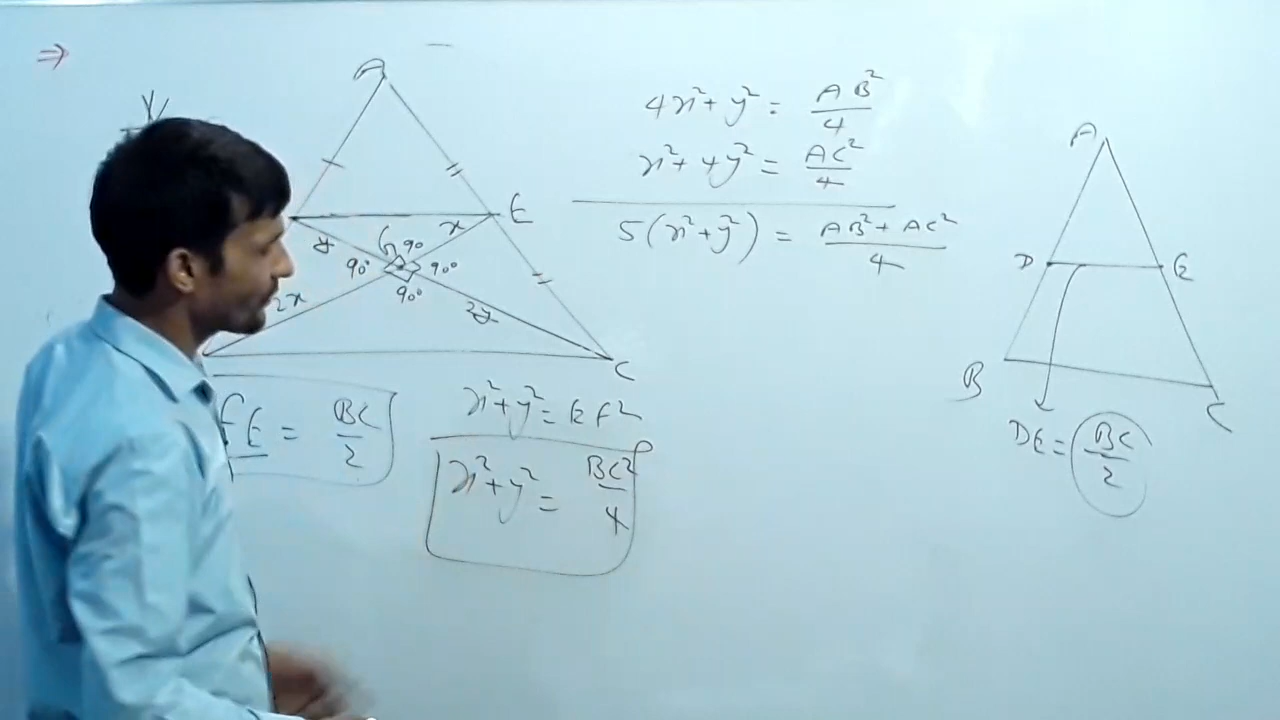 ⇒
A
E
x
y
G
90
90°
90°
90°
2x
2y
C
FE = BC/2
x² + y² = EF²
x² + y² = BC²/4
4x² + y² = AB²/4
x² + 4y² = AC²/4
5(x² + y²) = AB² + AC²/4
A
D
E
B
C
DE = BC/2